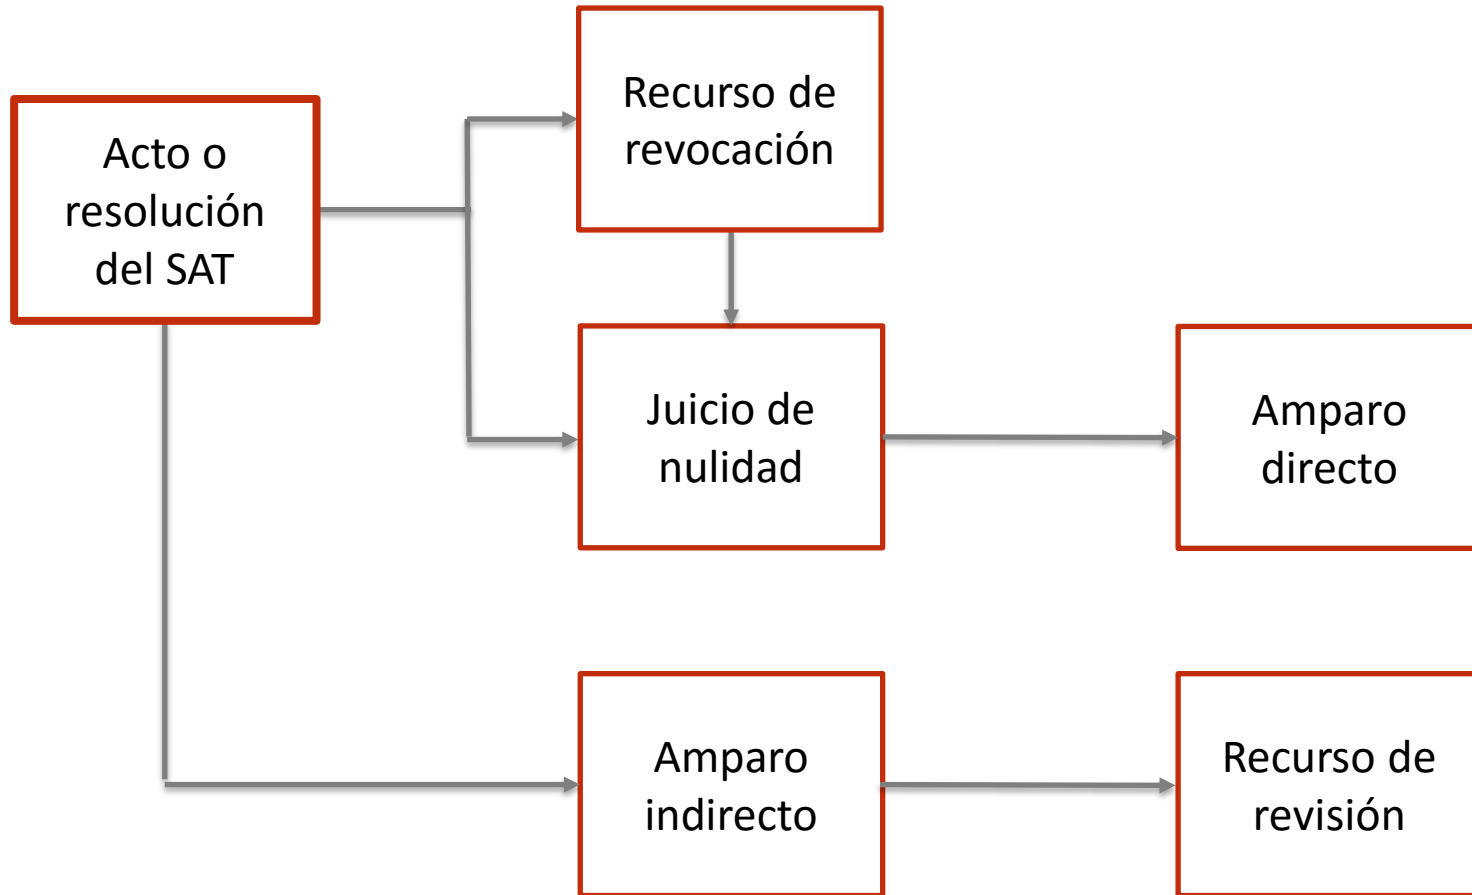 Acto o
resolución
del SAT
Recurso de
revocación
Juicio de
nulidad
Amparo
directo
Amparo
indirecto
Recurso de
revisión